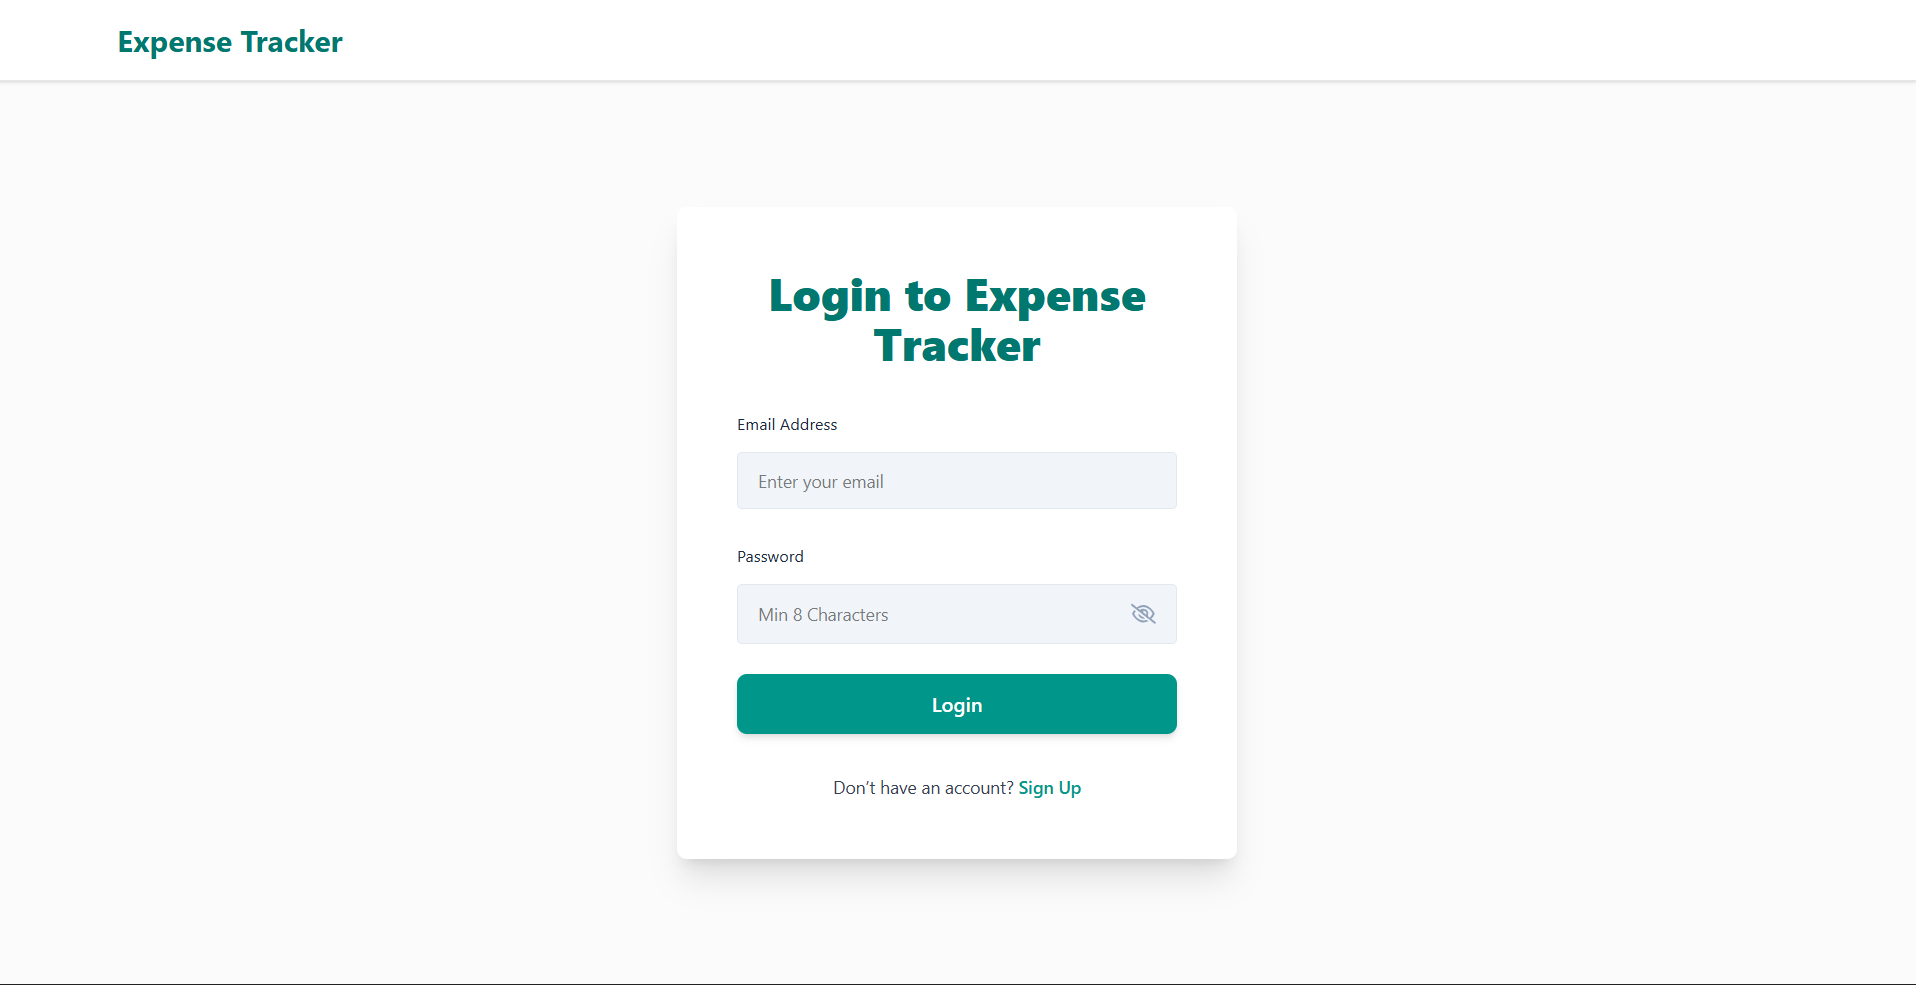 Expense Tracker
Login to Expense
Tracker
Email Address
Enter your email
Password
Min 8 Characters
Login
Don’t have an account? Sign Up